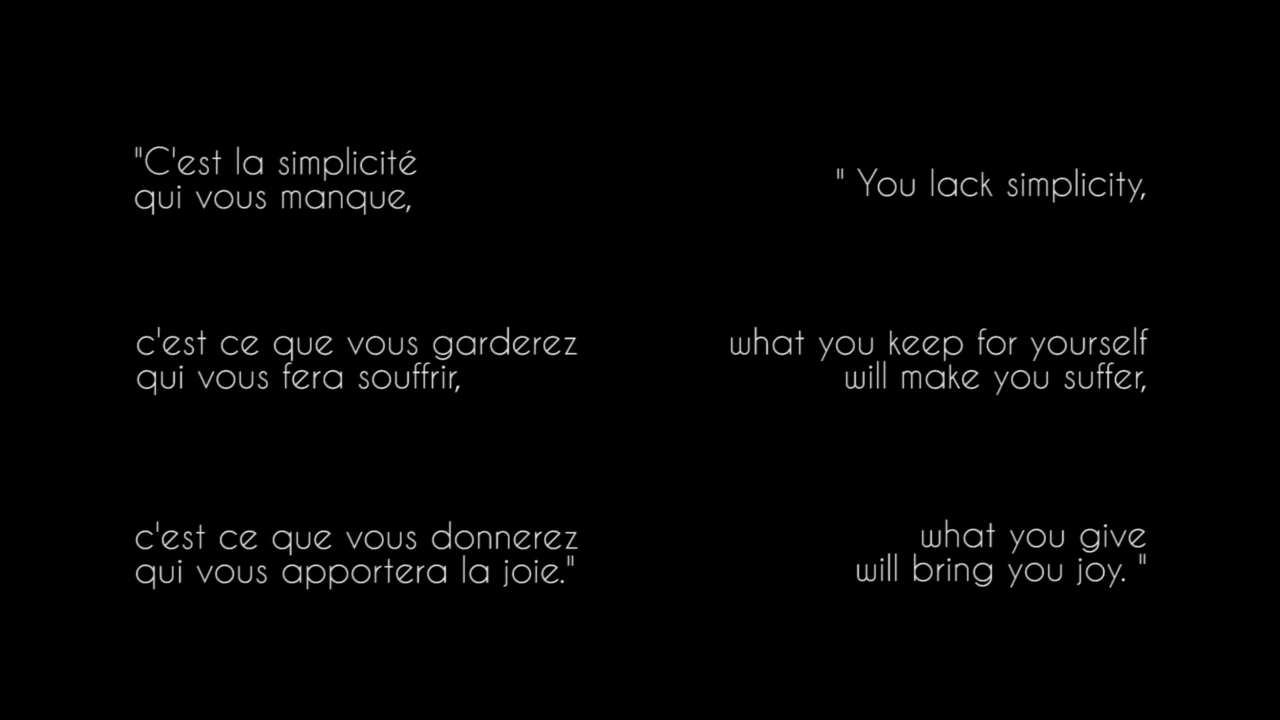 "C'est la simplicité
qui vous manque,
c'est ce que vous garderez
qui vous fera souffrir,
c'est ce que vous donnerez
qui vous apportera la joie."
" You lack simplicity,
what you keep for yourself
will make you suffer,
what you give
will bring you joy. "